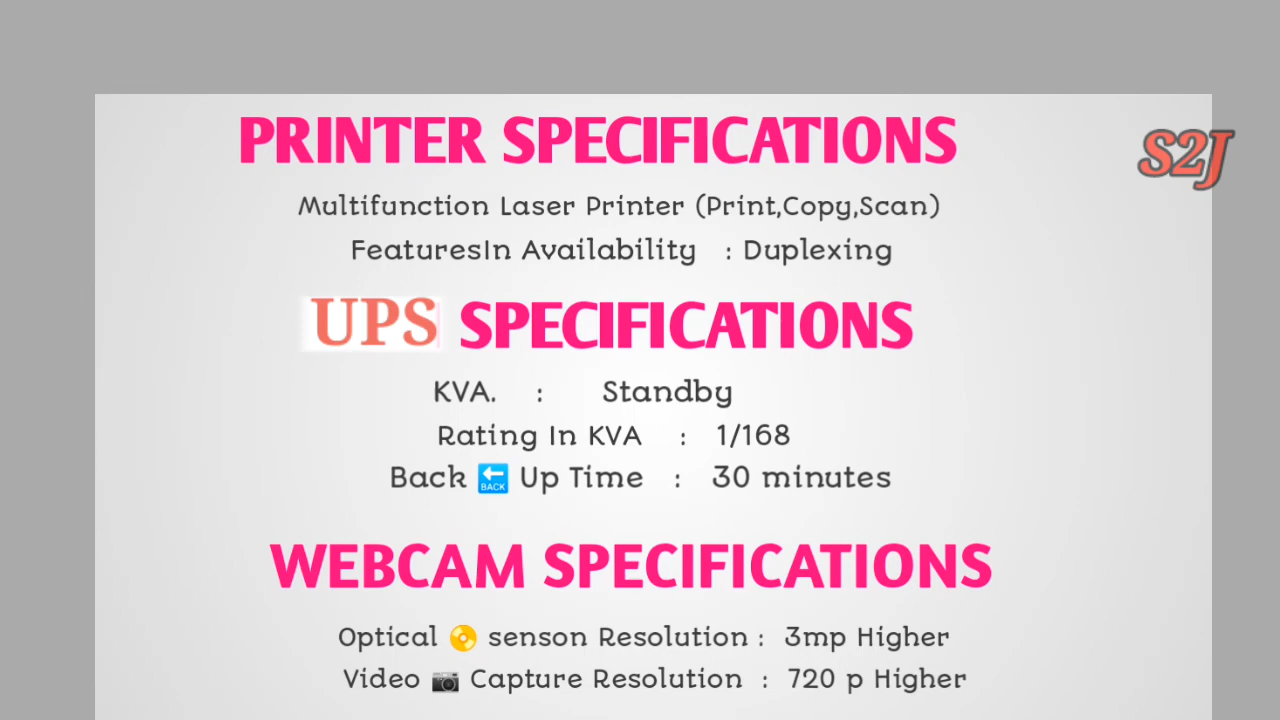 PRINTER SPECIFICATIONS
S2J
Multifunction Laser Printer (Print,Copy,Scan)
FeaturesIn Availability : Duplexing
UPS SPECIFICATIONS
KVA. : Standby
Rating In KVA : 1/168
Back 🔙 Up Time : 30 minutes
WEBCAM SPECIFICATIONS
Optical 📀 senson Resolution : 3mp Higher
Video 📷 Capture Resolution : 720 p Higher